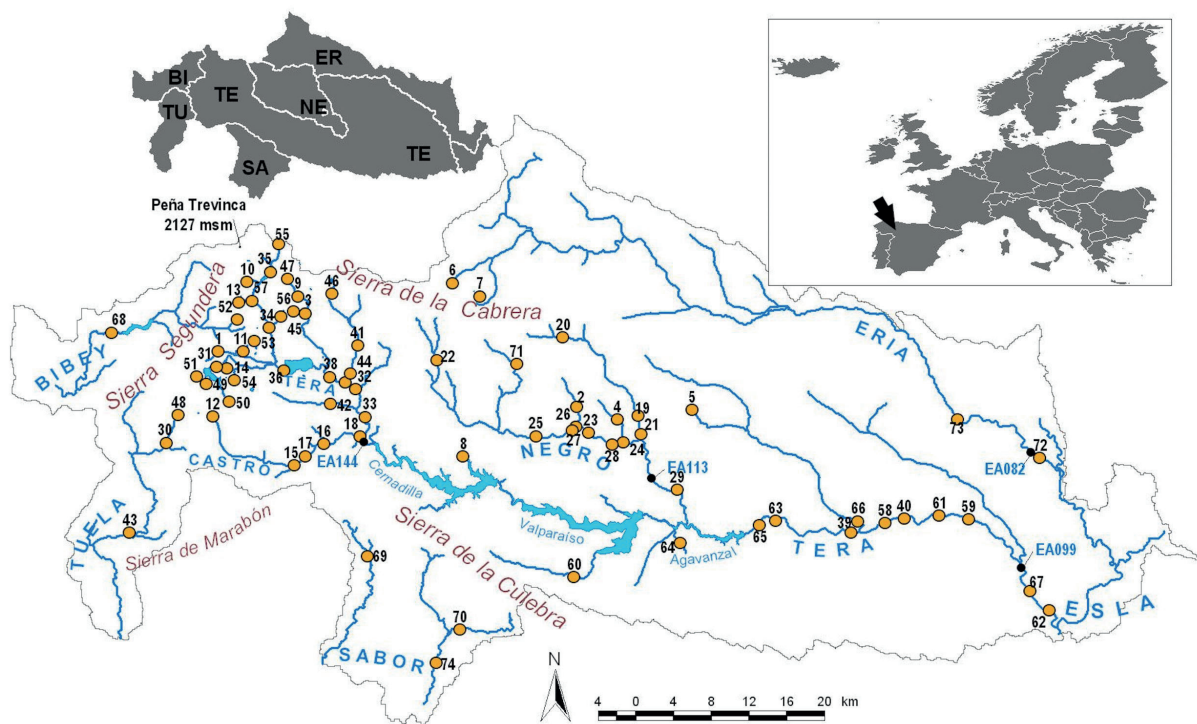 ER
BI
TE
TU
NE
TE
SA
Peña Trevinca
2127 msm
55
35
47
10
9
6
46
7
13
57
56
3
52
34
45
68
20
41
1
11
53
31
22
71
44
51
14
36
38
32
49
54
TERA
5
12
50
42
2
4
19
48
33
26
23
73
30
16
18
25
21
17
27
24
28
72
15
8
EA144
EA082
EA113
29
43
63
66
40
61
59
58
65
39
64
69
60
EA099
67
62
70
74
Sierra Segundera
Sierra de la Cabrera
BIBEY
ERIA
CASTRO
NEGRO
Cernadilla
Valparaíso
Agavanzal
TERA
TUELA
Sierra de Marabón
Sierra de la Culebra
SABOR
ESLA
N
4 0 4 8 12 16 20 km